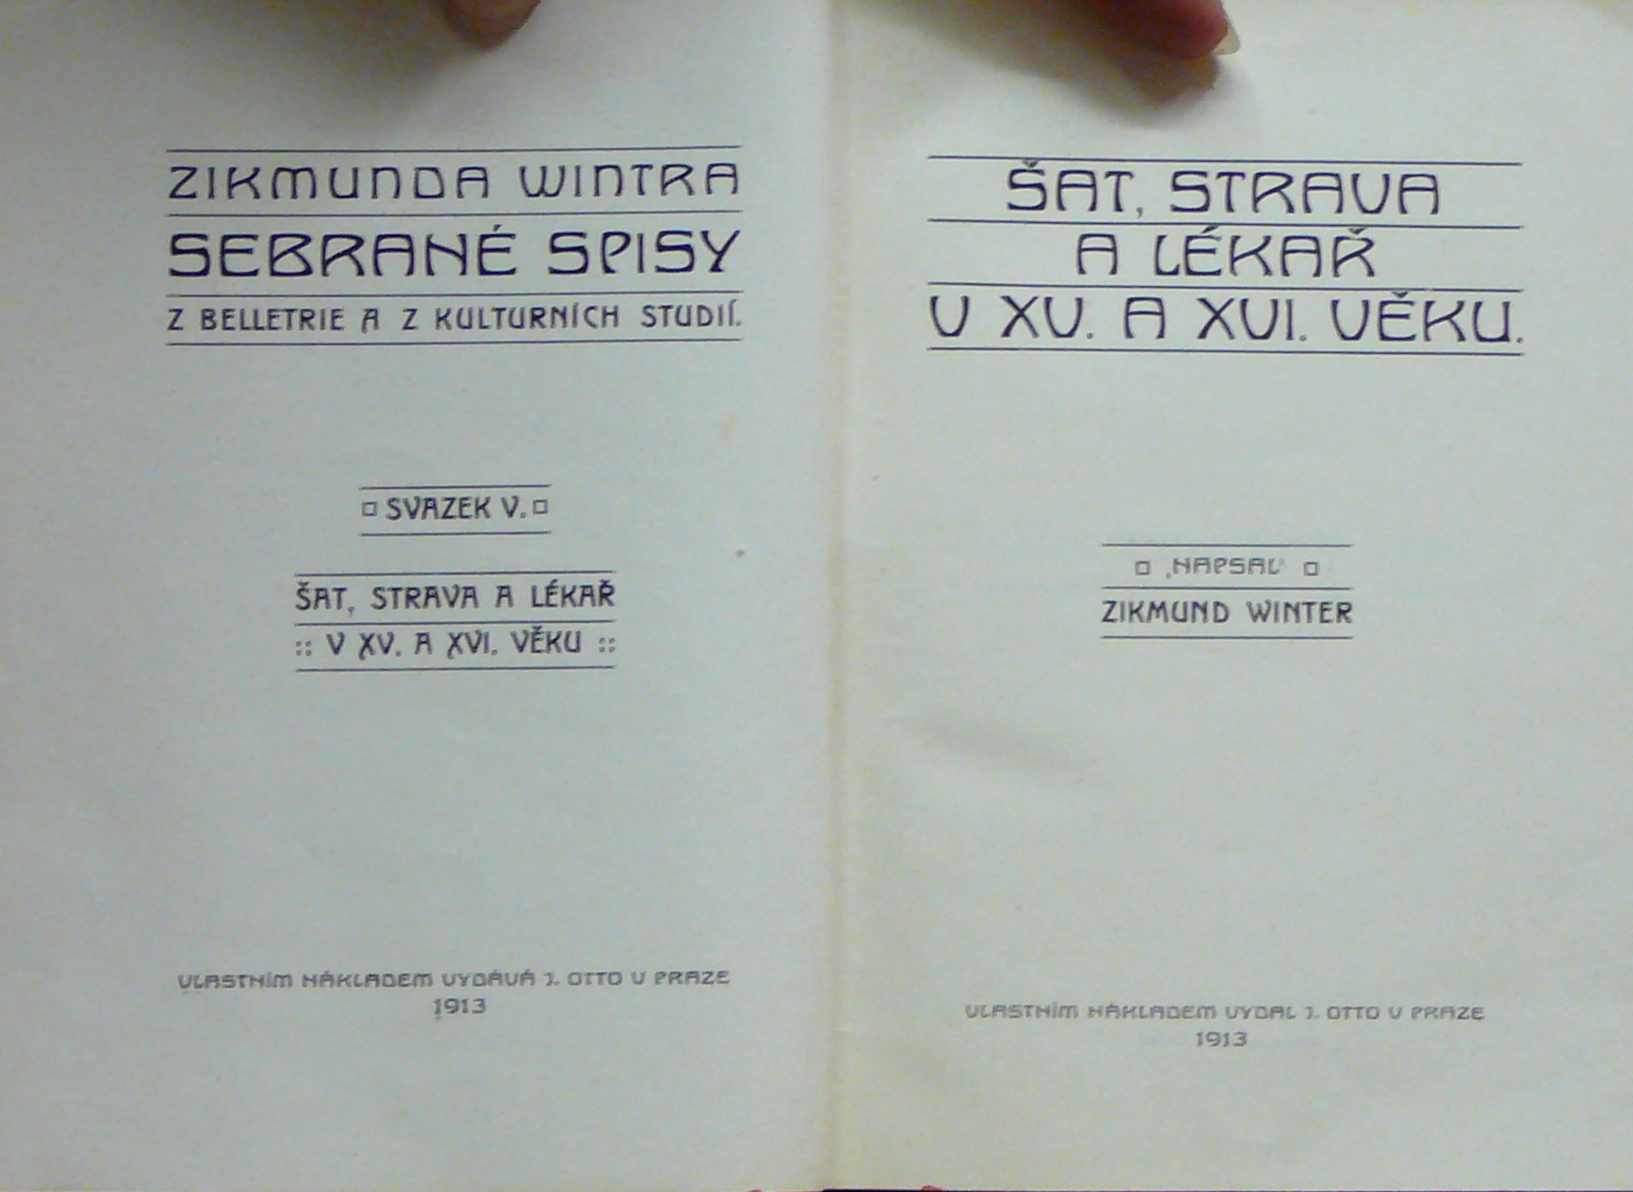 ZIKMUNDA WINTRA
SEBRANÉ SPISY
Z BELLETRIE A Z KULTURNÍCH STUDIÍ.
SVAZEK V.
ŠAT, STRAVA A LÉKAŘ
:: V XV. A XVI. VĚKU ::
VLASTNÍM NÁKLADEM VYDÁVÁ J. OTTO V PRAZE
1913
ŠAT, STRAVA
A LÉKAŘ
V XV. A XVI. VĚKU.
NAPSAL
ZIKMUND WINTER
VLASTNÍM NÁKLADEM VYDAL J. OTTO V PRAZE
1913